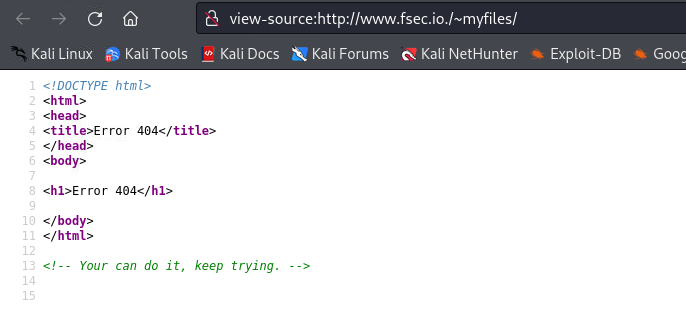 view-source:http://www.fsec.io./~myfiles/
Kali Linux Kali Tools Kali Docs Kali Forums Kali NetHunter Exploit-DB Goog
1 <!DOCTYPE html>
2 <html>
3 <head>
4 <title>Error 404</title>
5 </head>
6 <body>
7
8 <h1>Error 404</h1>
9
10 </body>
11 </html>
12
13 <!-- Your can do it, keep trying. -->
14
15